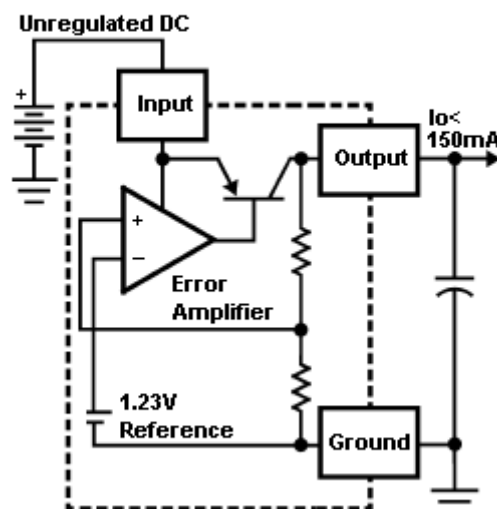 Unregulated DC
+
Input
Io<
150mA
Output
+
−
Error
Amplifier
1.23V
Reference
Ground